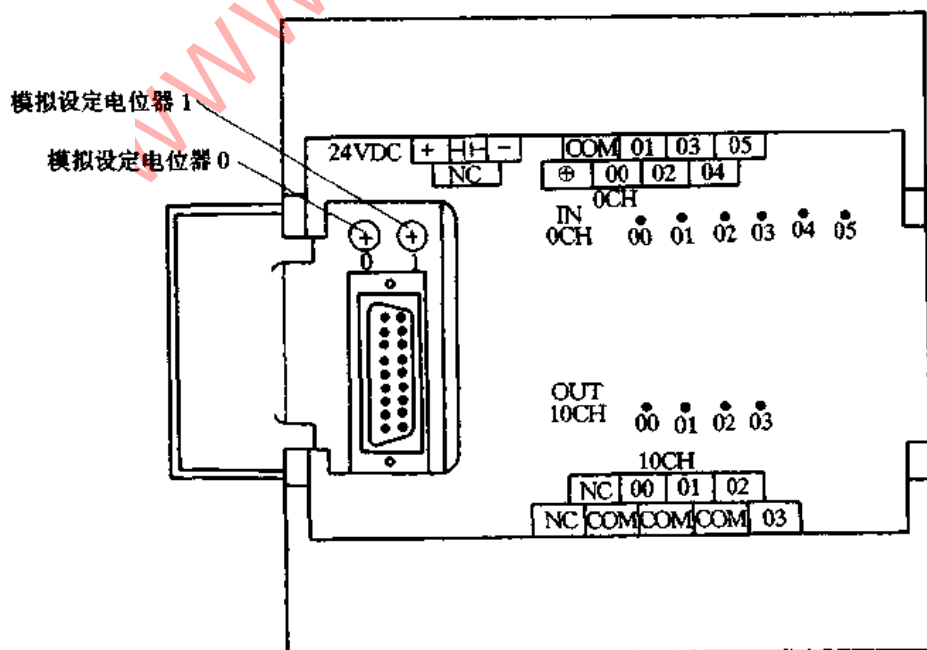 WWW
模拟设定电位器 1
模拟设定电位器 0
24VDC + -
NC
COM 01 03 05
⊕ 00 02 04
0CH
IN
0CH 00 01 02 03 04 05
0 1
OUT
10CH 00 01 02 03
10CH
NC 00 01 02
NC COM COM COM 03